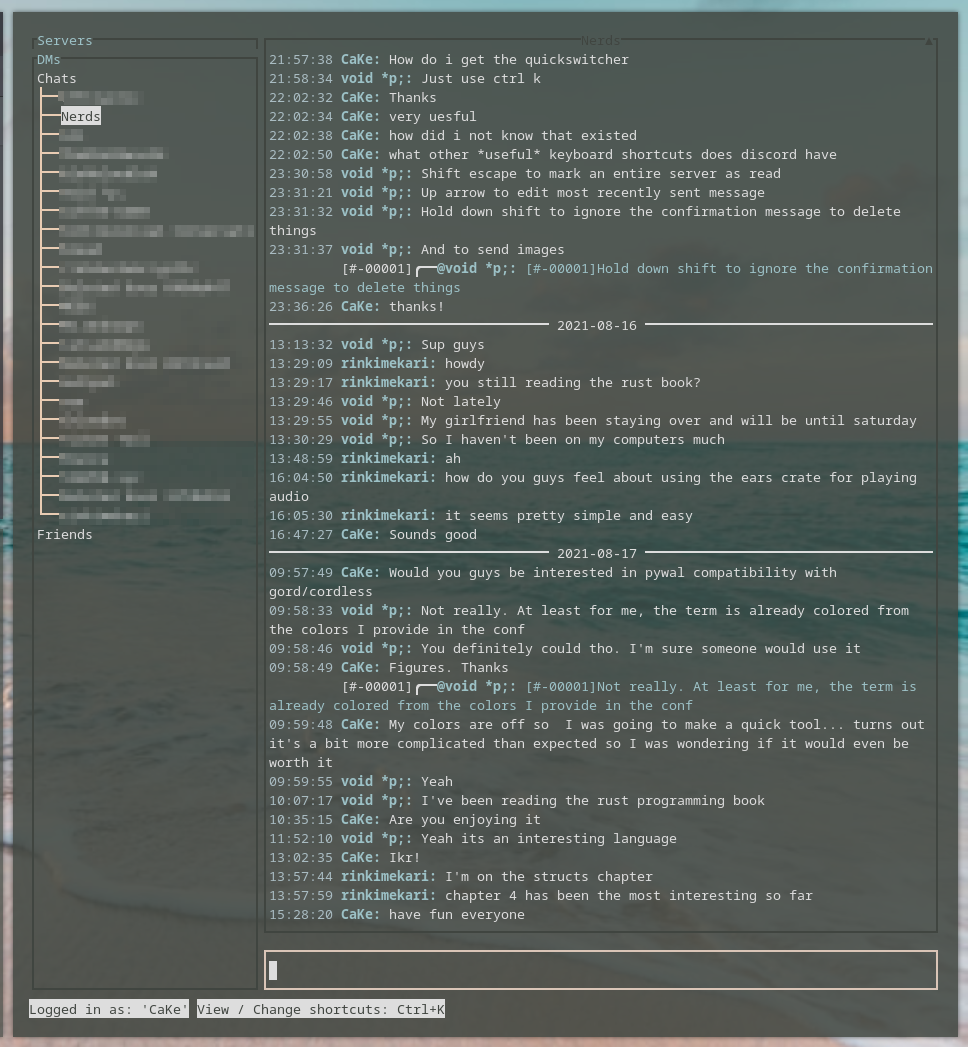 Servers
DMs
Chats
Nerds
Friends
Nerds
21:57:38 CaKe: How do i get the quickswitcher
21:58:34 void *p;: Just use ctrl k
22:02:32 CaKe: Thanks
22:02:34 CaKe: very uesful
22:02:38 CaKe: how did i not know that existed
22:02:50 CaKe: what other *useful* keyboard shortcuts does discord have
23:30:58 void *p;: Shift escape to mark an entire server as read
23:31:21 void *p;: Up arrow to edit most recently sent message
23:31:32 void *p;: Hold down shift to ignore the confirmation message to delete
things
23:31:37 void *p;: And to send images
[#-00001]╭──@void *p;: [#-00001]Hold down shift to ignore the confirmation
message to delete things
23:36:26 CaKe: thanks!
2021-08-16
13:13:32 void *p;: Sup guys
13:29:09 rinkimekari: howdy
13:29:17 rinkimekari: you still reading the rust book?
13:29:46 void *p;: Not lately
13:29:55 void *p;: My girlfriend has been staying over and will be until saturday
13:30:29 void *p;: So I haven't been on my computers much
13:48:59 rinkimekari: ah
16:04:50 rinkimekari: how do you guys feel about using the ears crate for playing
audio
16:05:30 rinkimekari: it seems pretty simple and easy
16:47:27 CaKe: Sounds good
2021-08-17
09:57:49 CaKe: Would you guys be interested in pywal compatibility with
gord/cordless
09:58:33 void *p;: Not really. At least for me, the term is already colored from
the colors I provide in the conf
09:58:46 void *p;: You definitely could tho. I'm sure someone would use it
09:58:49 CaKe: Figures. Thanks
[#-00001]╭──@void *p;: [#-00001]Not really. At least for me, the term is
already colored from the colors I provide in the conf
09:59:48 CaKe: My colors are off so  I was going to make a quick tool... turns out
it's a bit more complicated than expected so I was wondering if it would even be
worth it
09:59:55 void *p;: Yeah
10:07:17 void *p;: I've been reading the rust programming book
10:35:15 CaKe: Are you enjoying it
11:52:10 void *p;: Yeah its an interesting language
13:02:35 CaKe: Ikr!
13:57:44 rinkimekari: I'm on the structs chapter
13:57:59 rinkimekari: chapter 4 has been the most interesting so far
15:28:20 CaKe: have fun everyone
Logged in as: 'CaKe' View / Change shortcuts: Ctrl+K